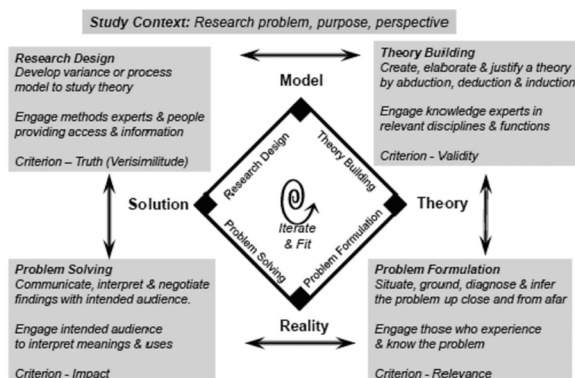 Study Context: Research problem, purpose, perspective
Research Design
Develop variance or process
model to study theory
Engage methods experts & people
providing access & information
Criterion – Truth (Verisimilitude)
Model
Theory Building
Create, elaborate & justify a theory
by abduction, deduction & induction
Engage knowledge experts in
relevant disciplines & functions
Criterion - Validity
Research Design
Theory Building
Solution
Iterate
& Fit
Theory
Problem Solving
Problem Formulation
Problem Solving
Communicate, interpret & negotiate
findings with intended audience.
Engage intended audience
to interpret meanings & uses
Criterion - Impact
Reality
Problem Formulation
Situate, ground, diagnose & infer
the problem up close and from afar
Engage those who experience
& know the problem
Criterion - Relevance